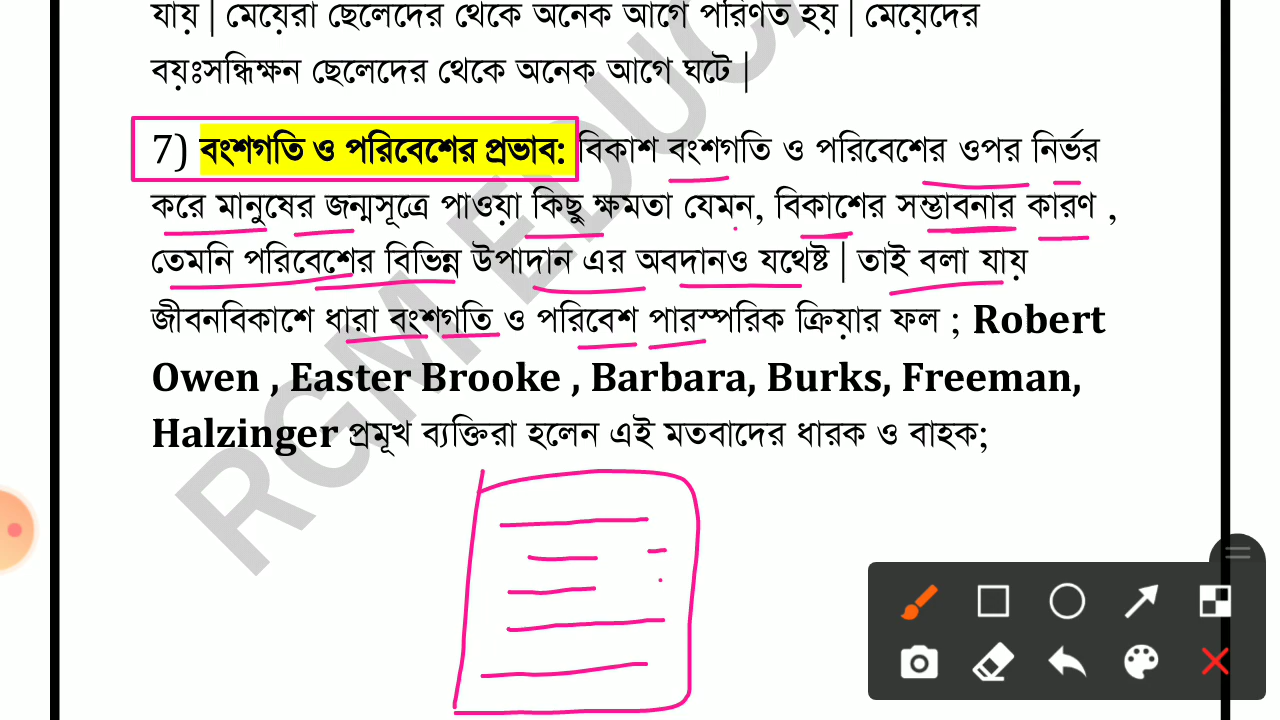 যায় | মেয়েরা ছেলেদের থেকে অনেক আগে পরিণত হয় | মেয়েদের
বয়ঃসন্ধিক্ষন ছেলেদের থেকে অনেক আগে ঘটে |
7) বংশগতি ও পরিবেশের প্রভাব: বিকাশ বংশগতি ও পরিবেশের ওপর নির্ভর
করে মানুষের জন্মসূত্রে পাওয়া কিছু ক্ষমতা যেমন, বিকাশের সম্ভাবনার কারণ ,
তেমনি পরিবেশের বিভিন্ন উপাদান এর অবদানও যথেষ্ট | তাই বলা যায়
জীবনবিকাশে ধারা বংশগতি ও পরিবেশ পারস্পরিক ক্রিয়ার ফল ; Robert
Owen , Easter Brooke , Barbara, Burks, Freeman,
Halzinger প্রমূখ ব্যক্তিরা হলেন এই মতবাদের ধারক ও বাহক;
RGM EDUCA